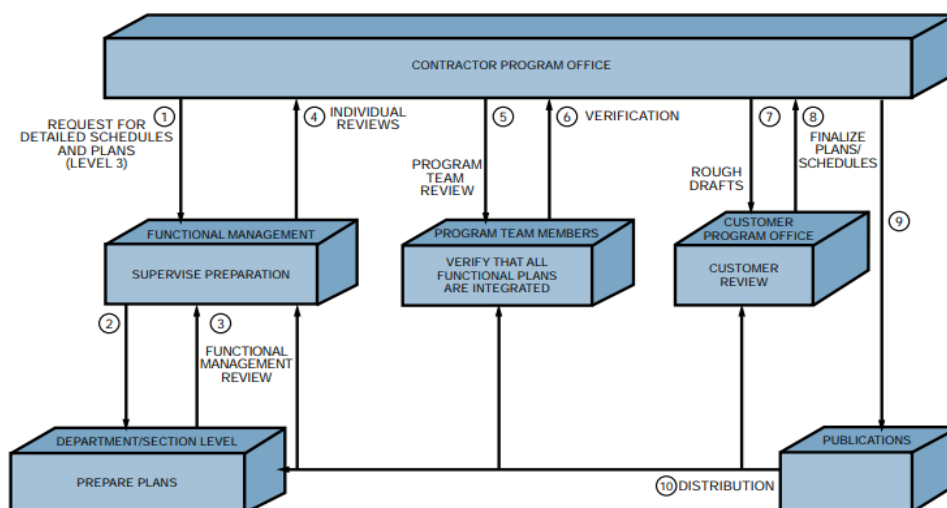 CONTRACTOR PROGRAM OFFICE
1
REQUEST FOR
DETAILED SCHEDULES
AND PLANS
(LEVEL 3)
4
INDIVIDUAL
REVIEWS
5
PROGRAM
TEAM
REVIEW
6
VERIFICATION
7
ROUGH
DRAFTS
8
FINALIZE
PLANS/
SCHEDULES
9
FUNCTIONAL MANAGEMENT
SUPERVISE PREPARATION
PROGRAM TEAM MEMBERS
VERIFY THAT ALL
FUNCTIONAL PLANS
ARE INTEGRATED
CUSTOMER
PROGRAM OFFICE
CUSTOMER
REVIEW
2
3
FUNCTIONAL
MANAGEMENT
REVIEW
DEPARTMENT/SECTION LEVEL
PREPARE PLANS
PUBLICATIONS
10 DISTRIBUTION